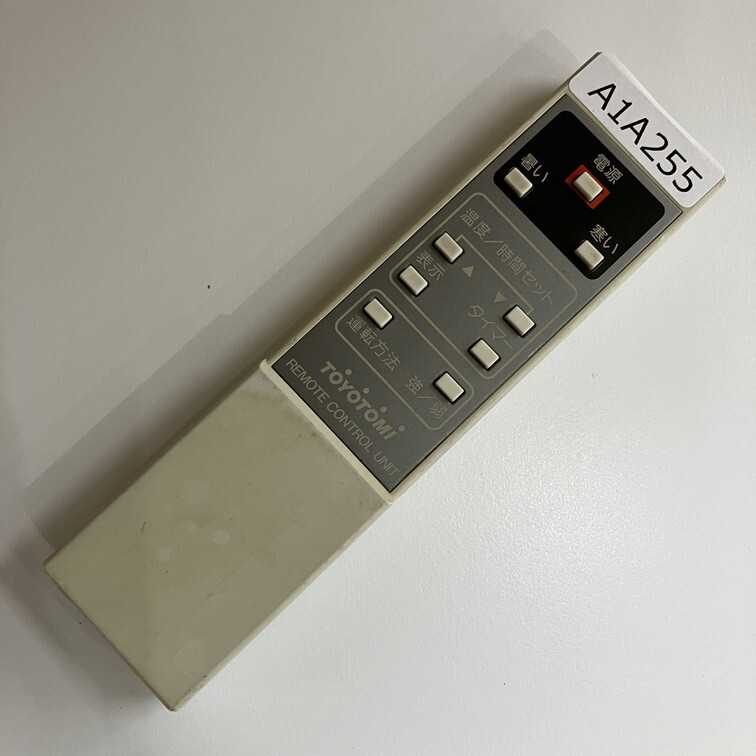 A1A255
電源
暑い
寒い
温度／時間セット
▲
▼
表示
タイマー
運転方法
強／弱
TOYOTOMI
REMOTE CONTROL UNIT